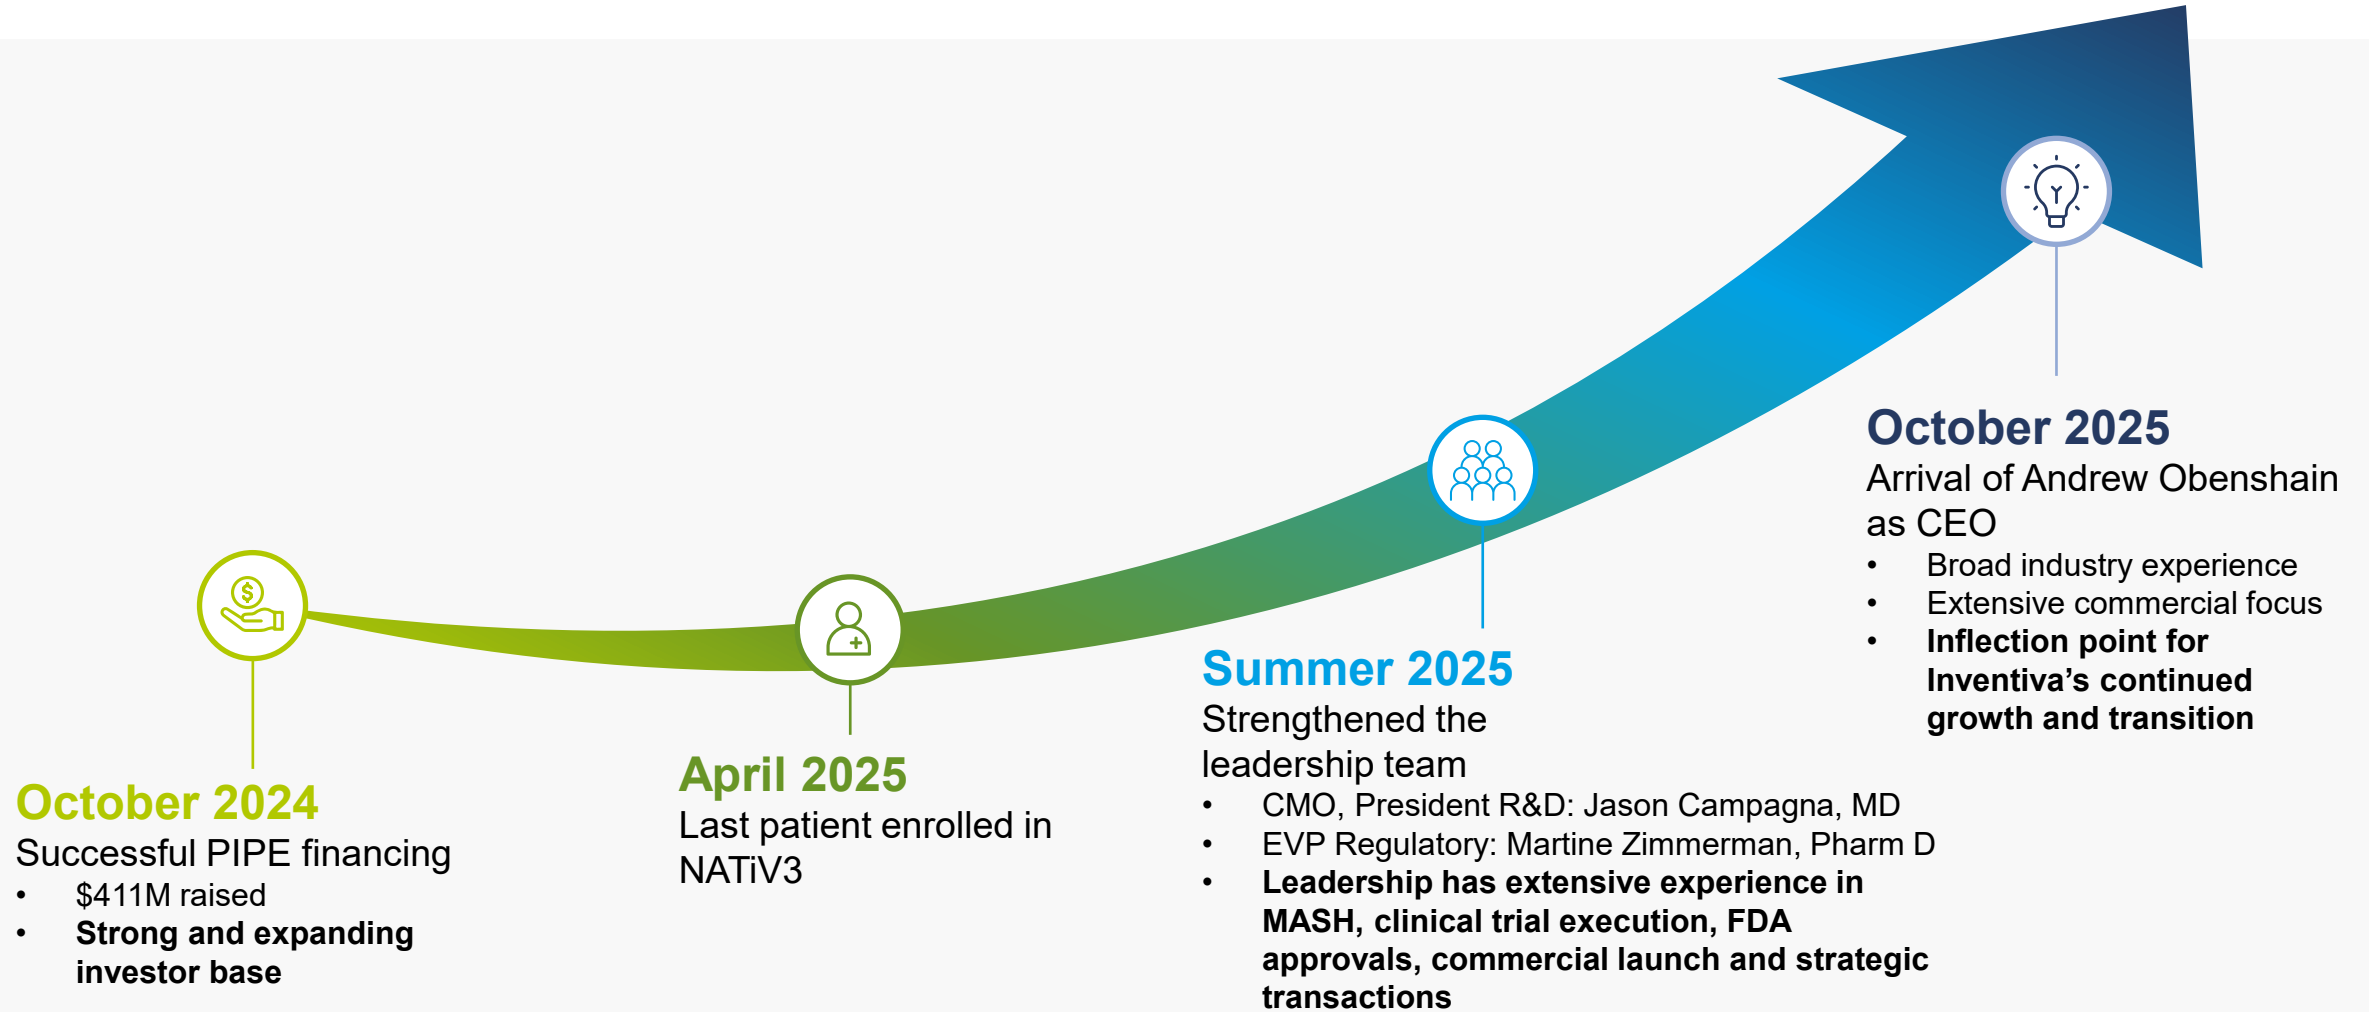 October 2024
Successful PIPE financing
• $411M raised
• Strong and expanding
investor base
April 2025
Last patient enrolled in
NATiV3
Summer 2025
Strengthened the
leadership team
• CMO, President R&D: Jason Campagna, MD
• EVP Regulatory: Martine Zimmerman, Pharm D
• Leadership has extensive experience in
MASH, clinical trial execution, FDA
approvals, commercial launch and strategic
transactions
October 2025
Arrival of Andrew Obenshain
as CEO
• Broad industry experience
• Extensive commercial focus
• Inflection point for
Inventiva’s continued
growth and transition